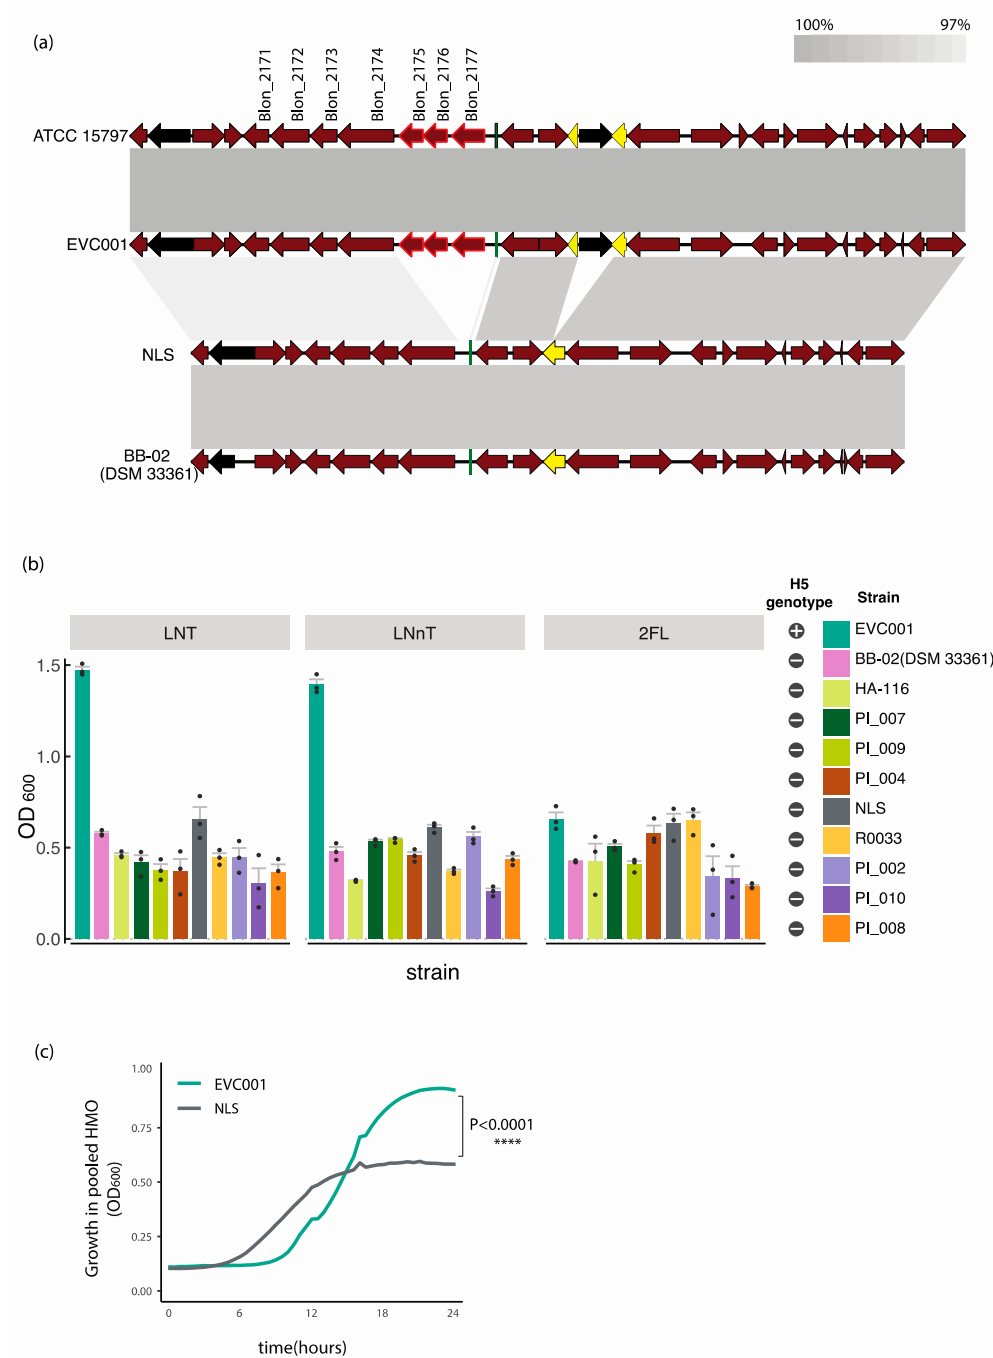 (a)
100% 97%
Blon_2171
Blon_2172
Blon_2173
Blon_2174
Blon_2175
Blon_2176
Blon_2177
ATCC 15797
EVC001
NLS
BB-02
(DSM 33361)
(b)
H5
genotype
Strain
LNT LNnT 2FL
OD 600
1.5
1.0
0.5
0.0
strain
+ EVC001
− BB-02(DSM 33361)
− HA-116
− PI_007
− PI_009
− PI_004
− NLS
− R0033
− PI_002
− PI_010
− PI_008
(c)
Growth in pooled HMO
(OD600)
1.00
0.75
0.50
0.25
0.00
EVC001
NLS
P<0.0001
****
0 6 12 18 24
time(hours)